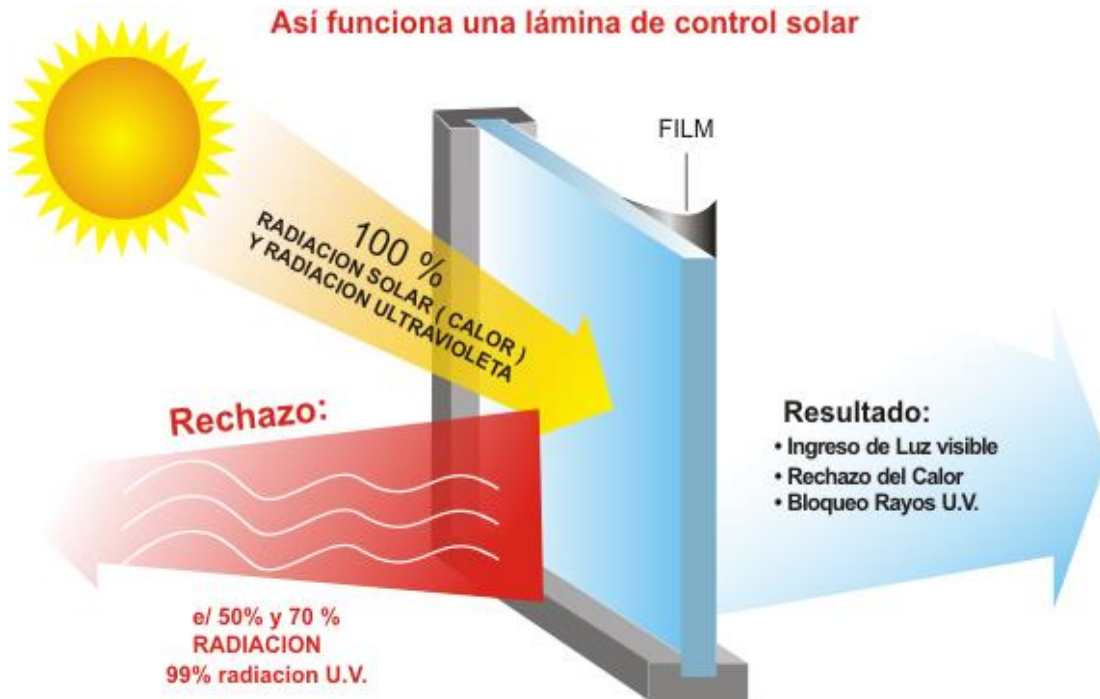 Así funciona una lámina de control solar
FILM
100 %
RADIACION SOLAR ( CALOR )
Y RADIACION ULTRAVIOLETA
Rechazo:
e/ 50% y 70 %
RADIACION
99% radiacion U.V.
Resultado:
• Ingreso de Luz visible
• Rechazo del Calor
• Bloqueo Rayos U.V.